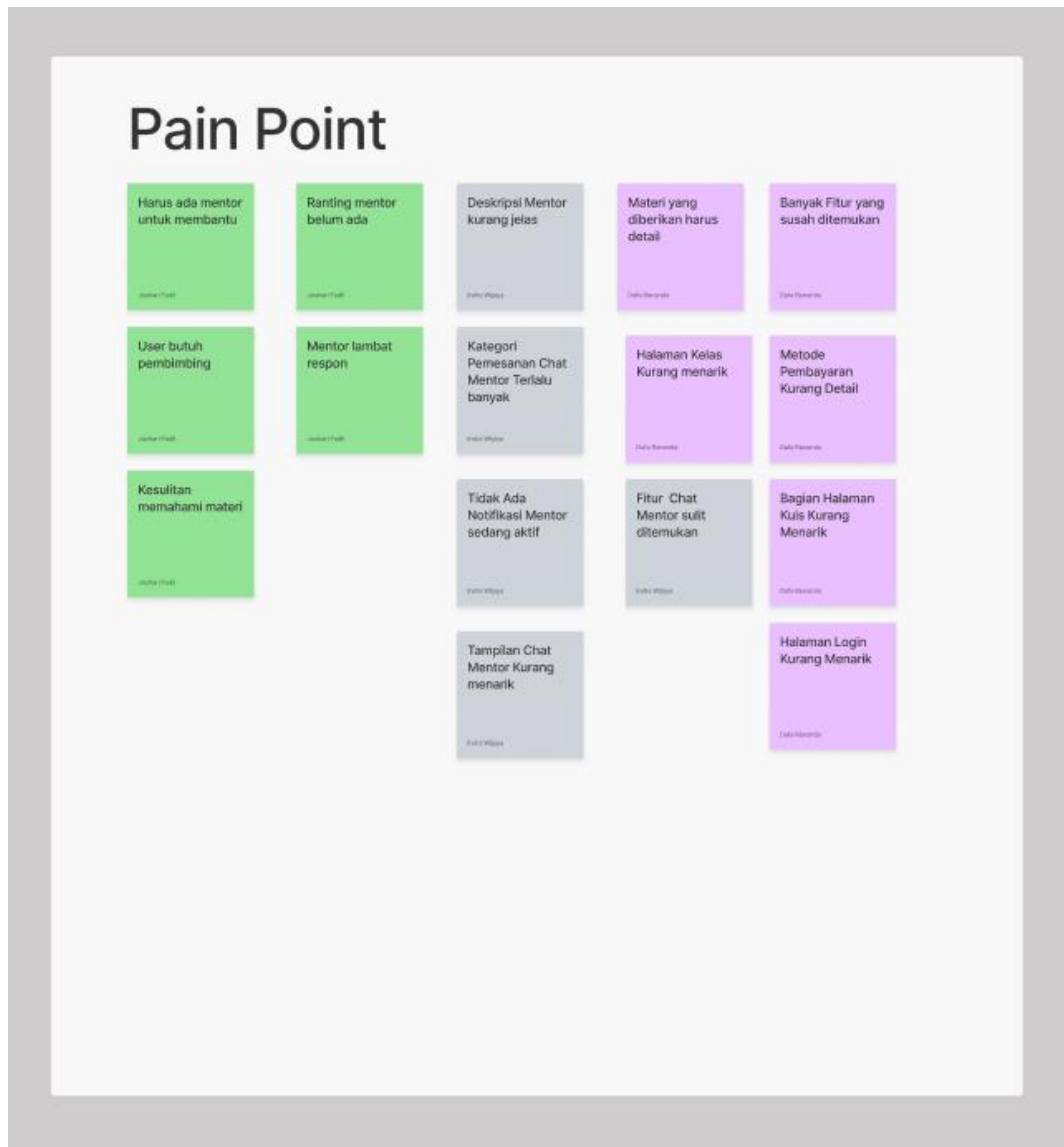 Pain Point
Harus ada mentor
untuk membantu
Ranting mentor
belum ada
Deskripsi Mentor
kurang jelas
Materi yang
diberikan harus
detail
Banyak Fitur yang
susah ditemukan
User butuh
pembimbing
Mentor lambat
respon
Kategori
Pemesanan Chat
Mentor Terlalu
banyak
Halaman Kelas
Kurang menarik
Metode
Pembayaran
Kurang Detail
Kesulitan
memahami materi
Tidak Ada
Notifikasi Mentor
sedang aktif
Fitur Chat
Mentor sulit
ditemukan
Bagian Halaman
Kuis Kurang
Menarik
Tampilan Chat
Mentor Kurang
menarik
Halaman Login
Kurang Menarik